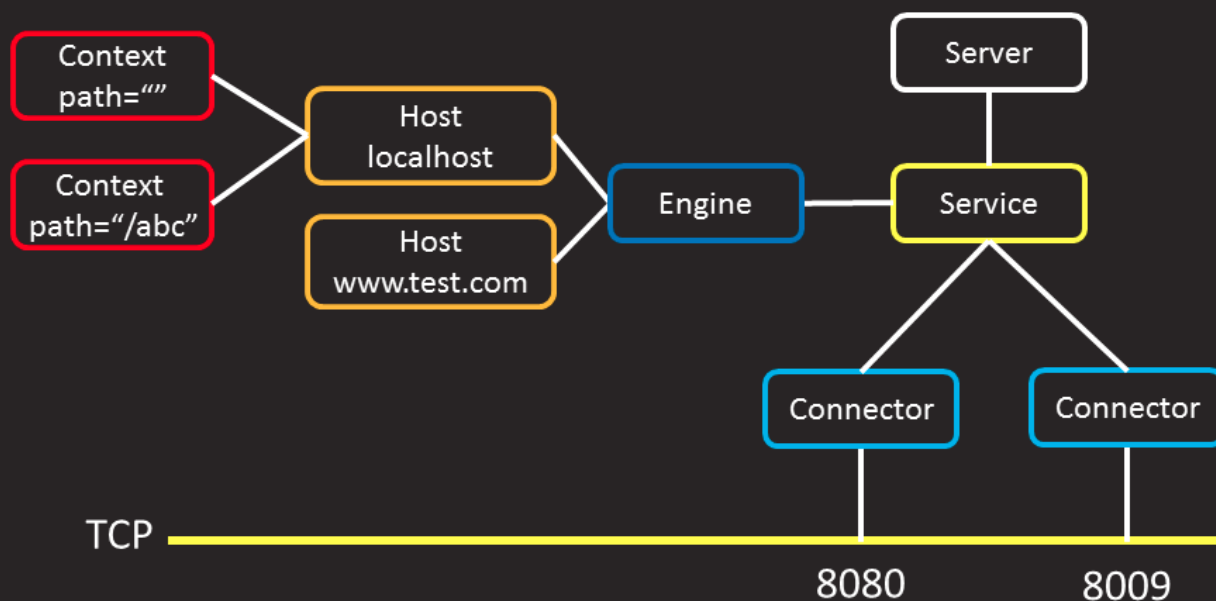 Context
path=“”
Context
path=“/abc”
Host
localhost
Host
www.test.com
Engine
Server
Service
Connector
Connector
TCP
8080
8009